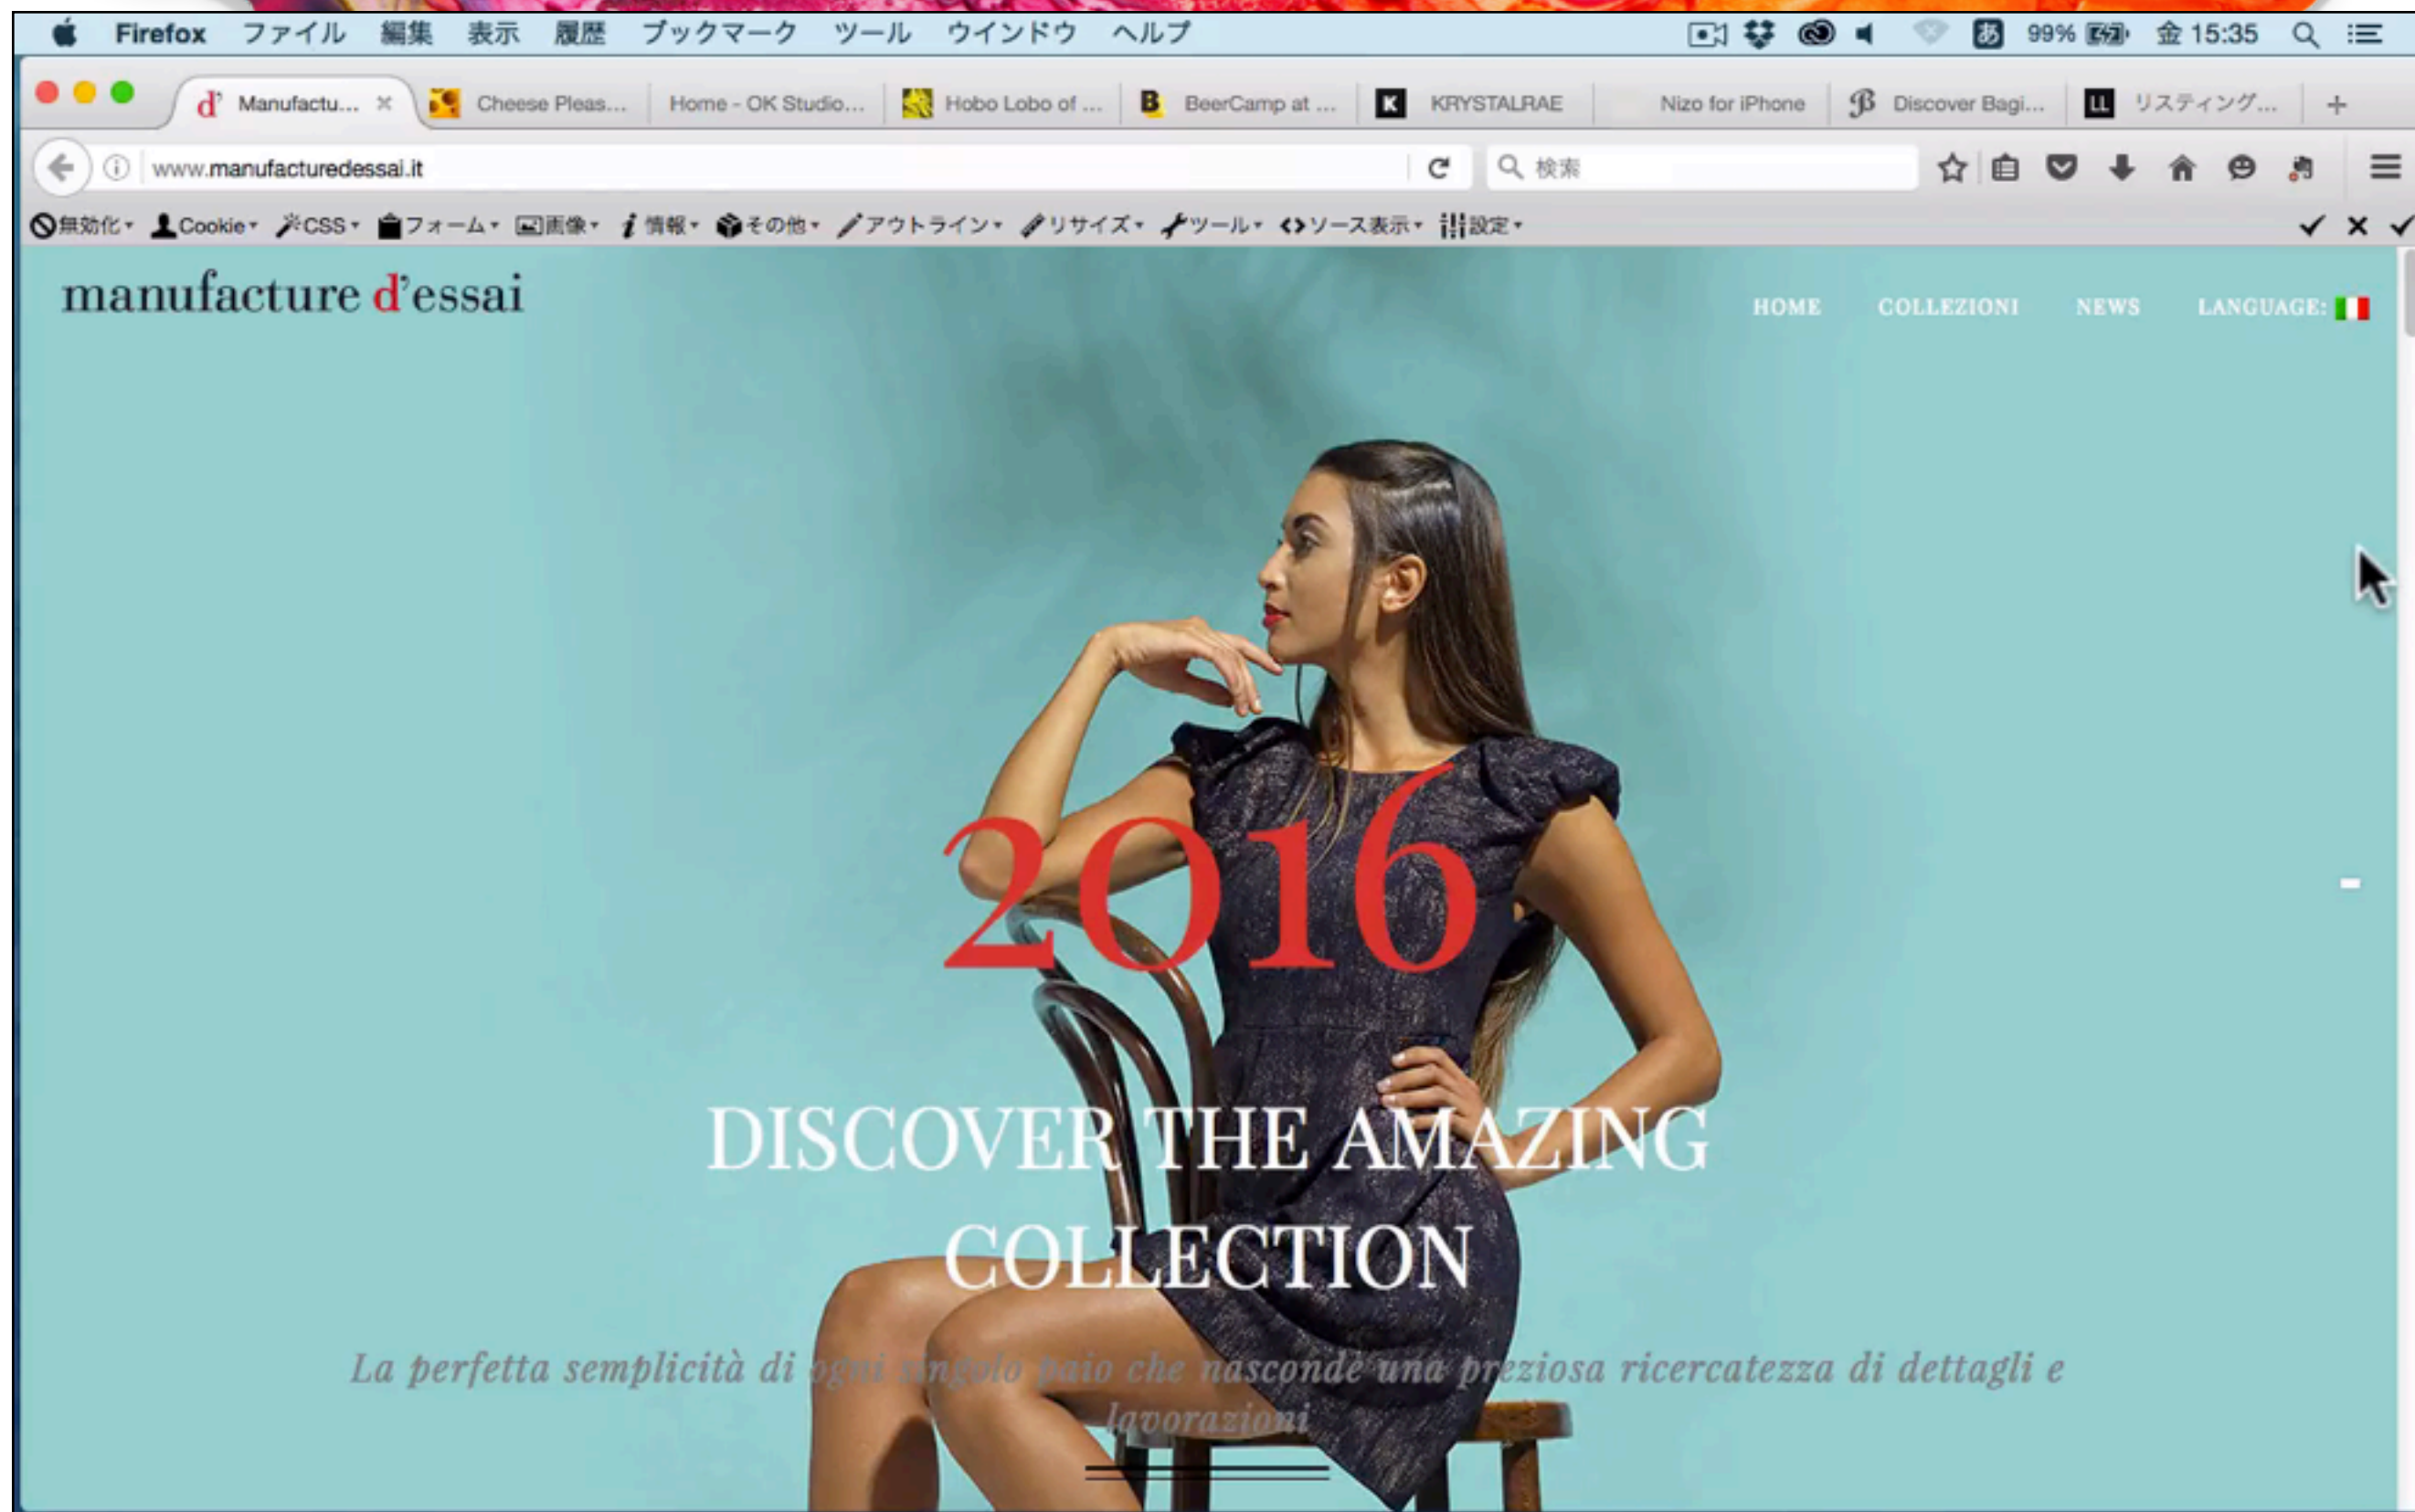 Firefox ファイル 編集 表示 履歴 ブックマーク ツール ウインドウ ヘルプ あ 99% 金 15:35
d' Manufactu... Cheese Pleas... Home - OK Studio... Hobo Lobo of ... B BeerCamp at ... K KRYSTALRAE Nizo for iPhone B Discover Bagi... LL リスティング... +
www.manufacturedessai.it 検索
無効化 Cookie CSS フォーム 画像 情報 その他 アウトライン リサイズ ツール ソース表示 設定
manufacture d'essai
HOME COLLEZIONI NEWS LANGUAGE:
2016
DISCOVER THE AMAZING
COLLECTION
La perfetta semplicità di ogni singolo paio che nasconde una preziosa ricercatezza di dettagli e
lavorazioni